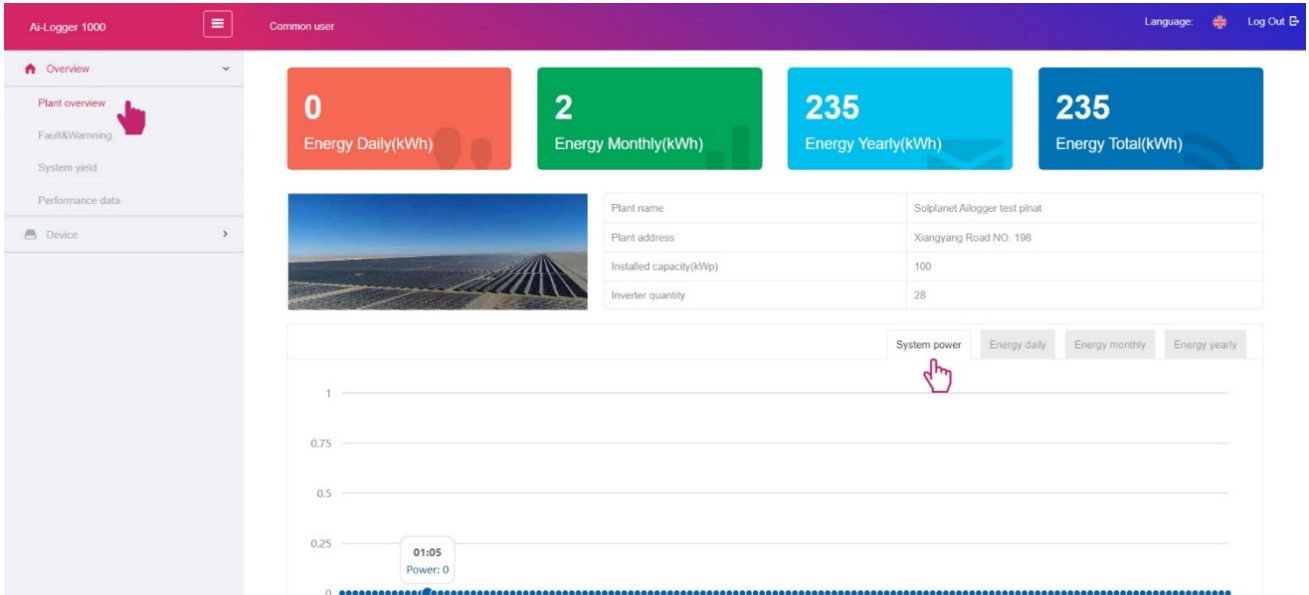 Ai-Logger 1000
Common user
Language:
Log Out
Overview
Plant overview
Fault&Warnning
System yield
Performance data
Device
0
Energy Daily(kWh)
2
Energy Monthly(kWh)
235
Energy Yearly(kWh)
235
Energy Total(kWh)
Plant name Solplanet Ailogger test plnat
Plant address Xiangyang Road NO. 198
Installed capacity(kWp) 100
Inverter quantity 28
System power Energy daily Energy monthly Energy yearly
1
0.75
0.5
0.25
01:05
Power: 0
0